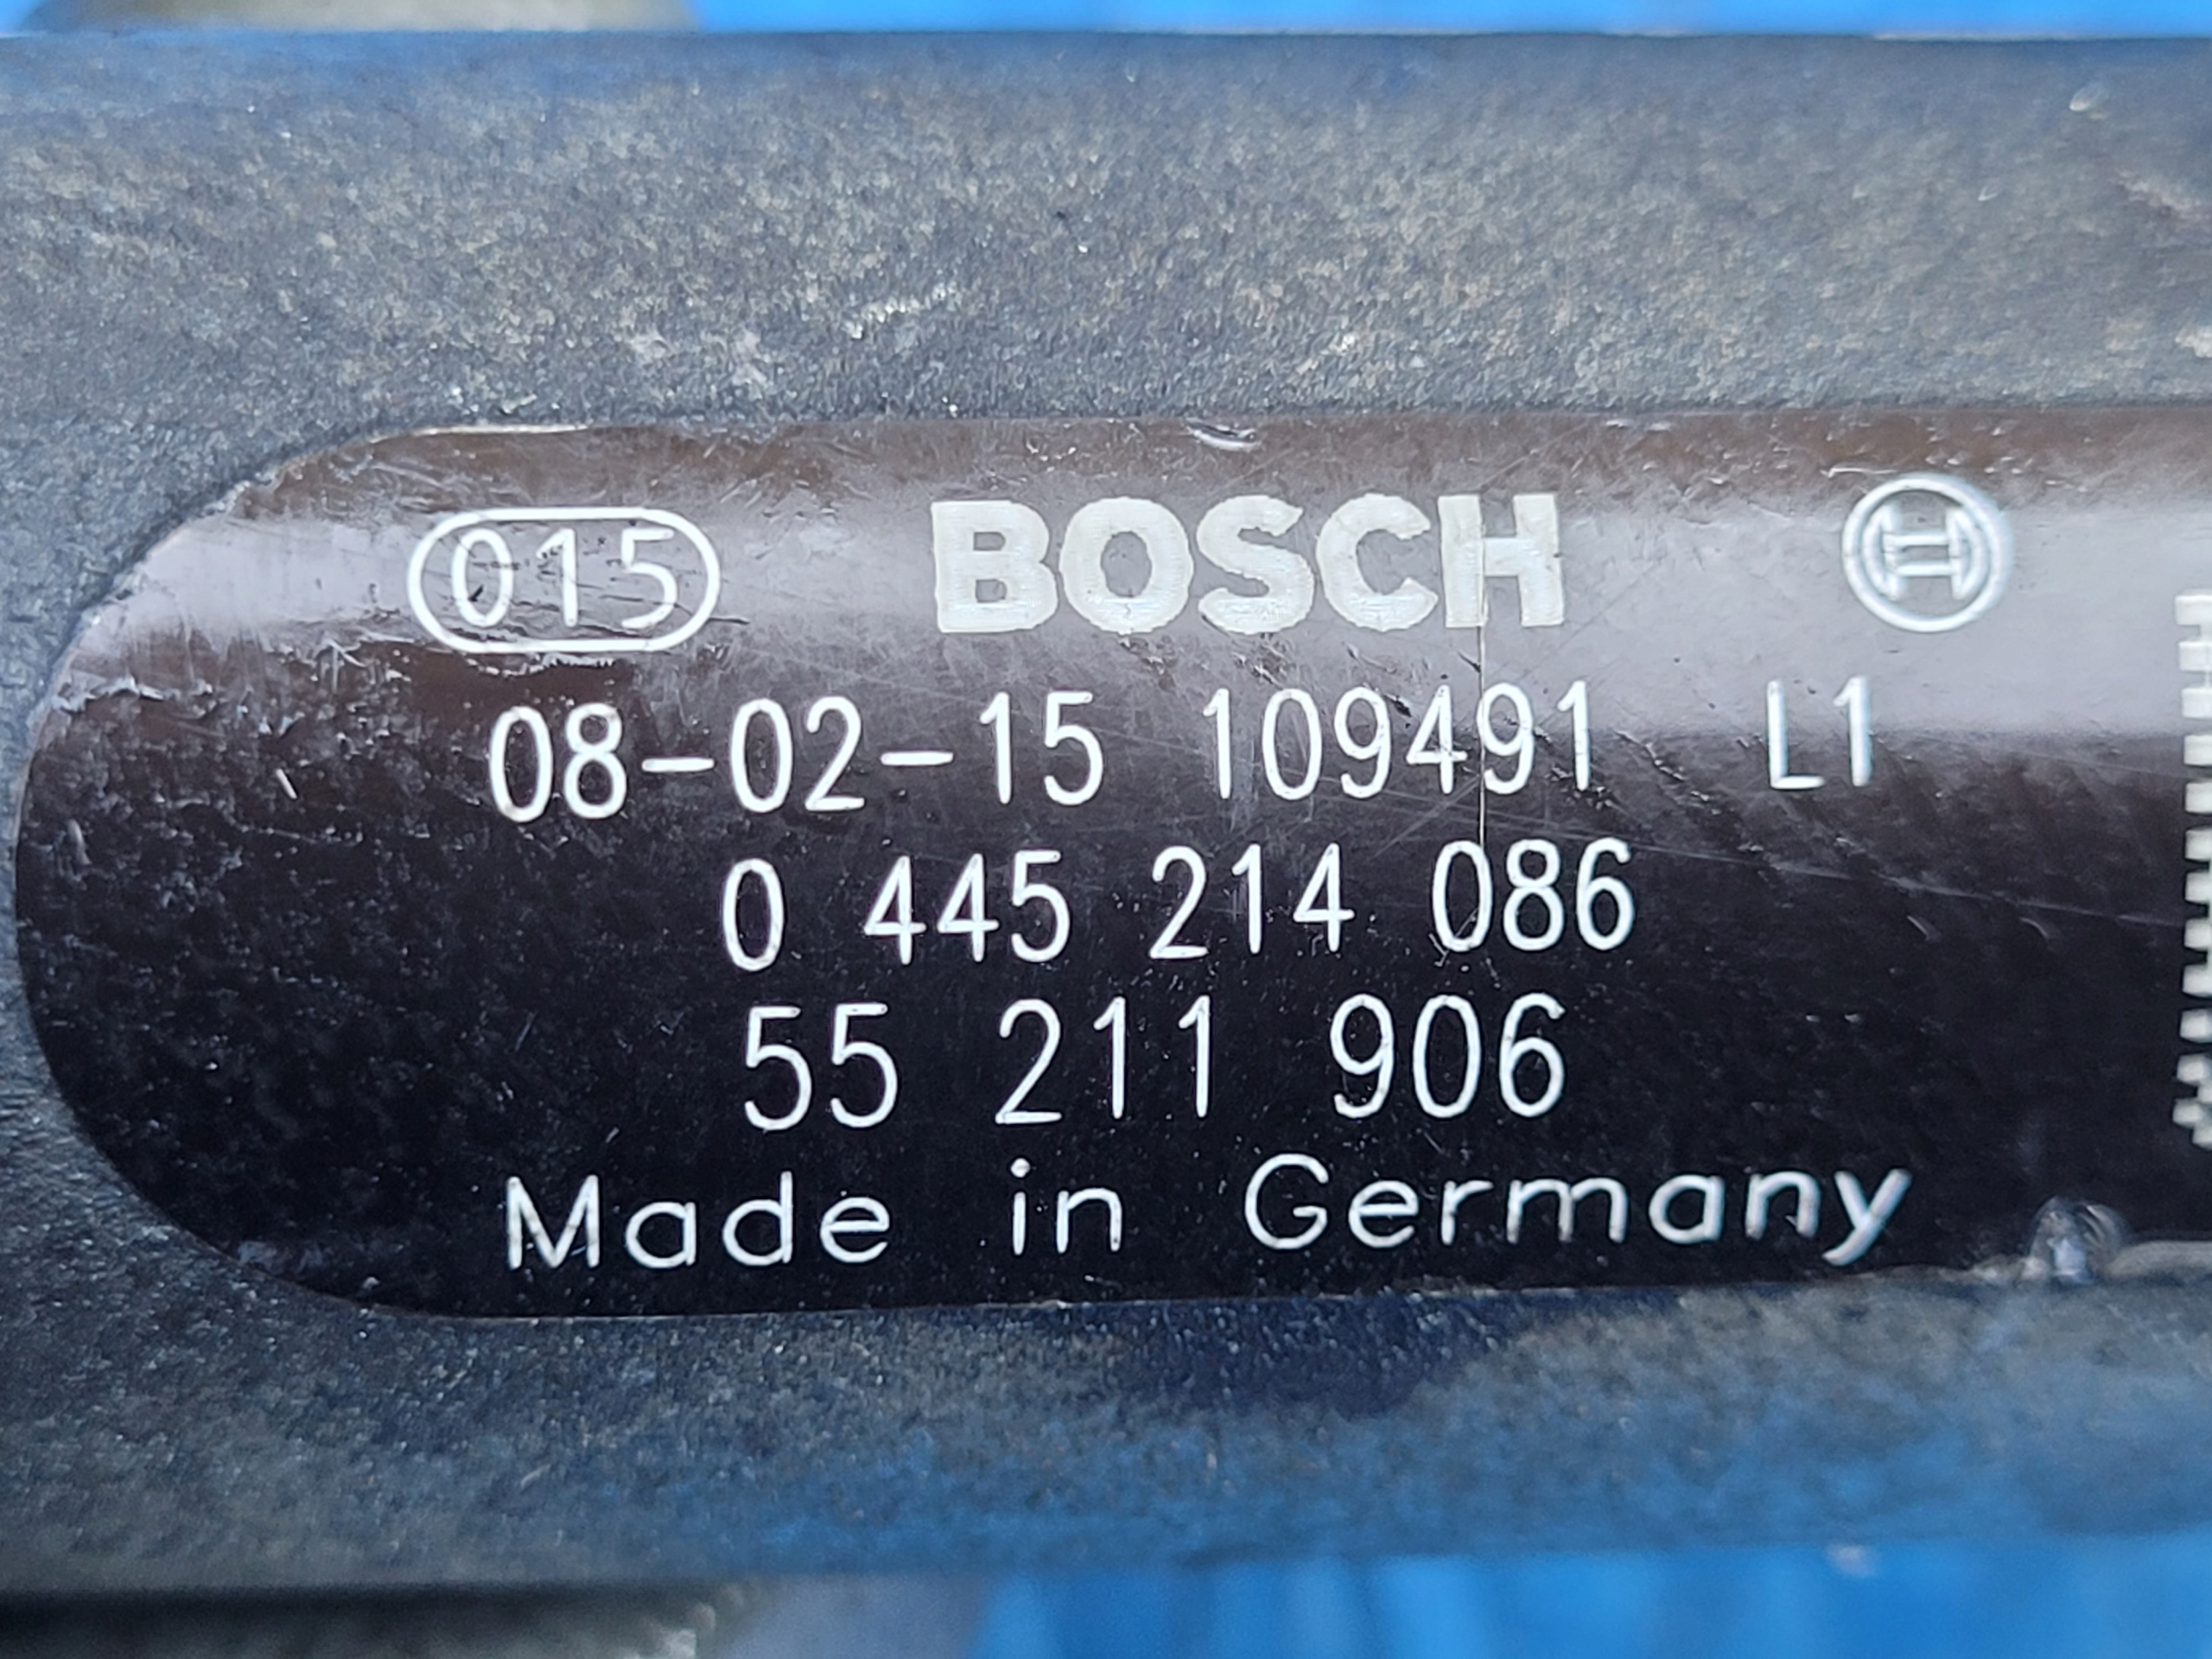 015 BOSCH
08-02-15 109491 L1
0 445 214 086
55 211 906
Made in Germany